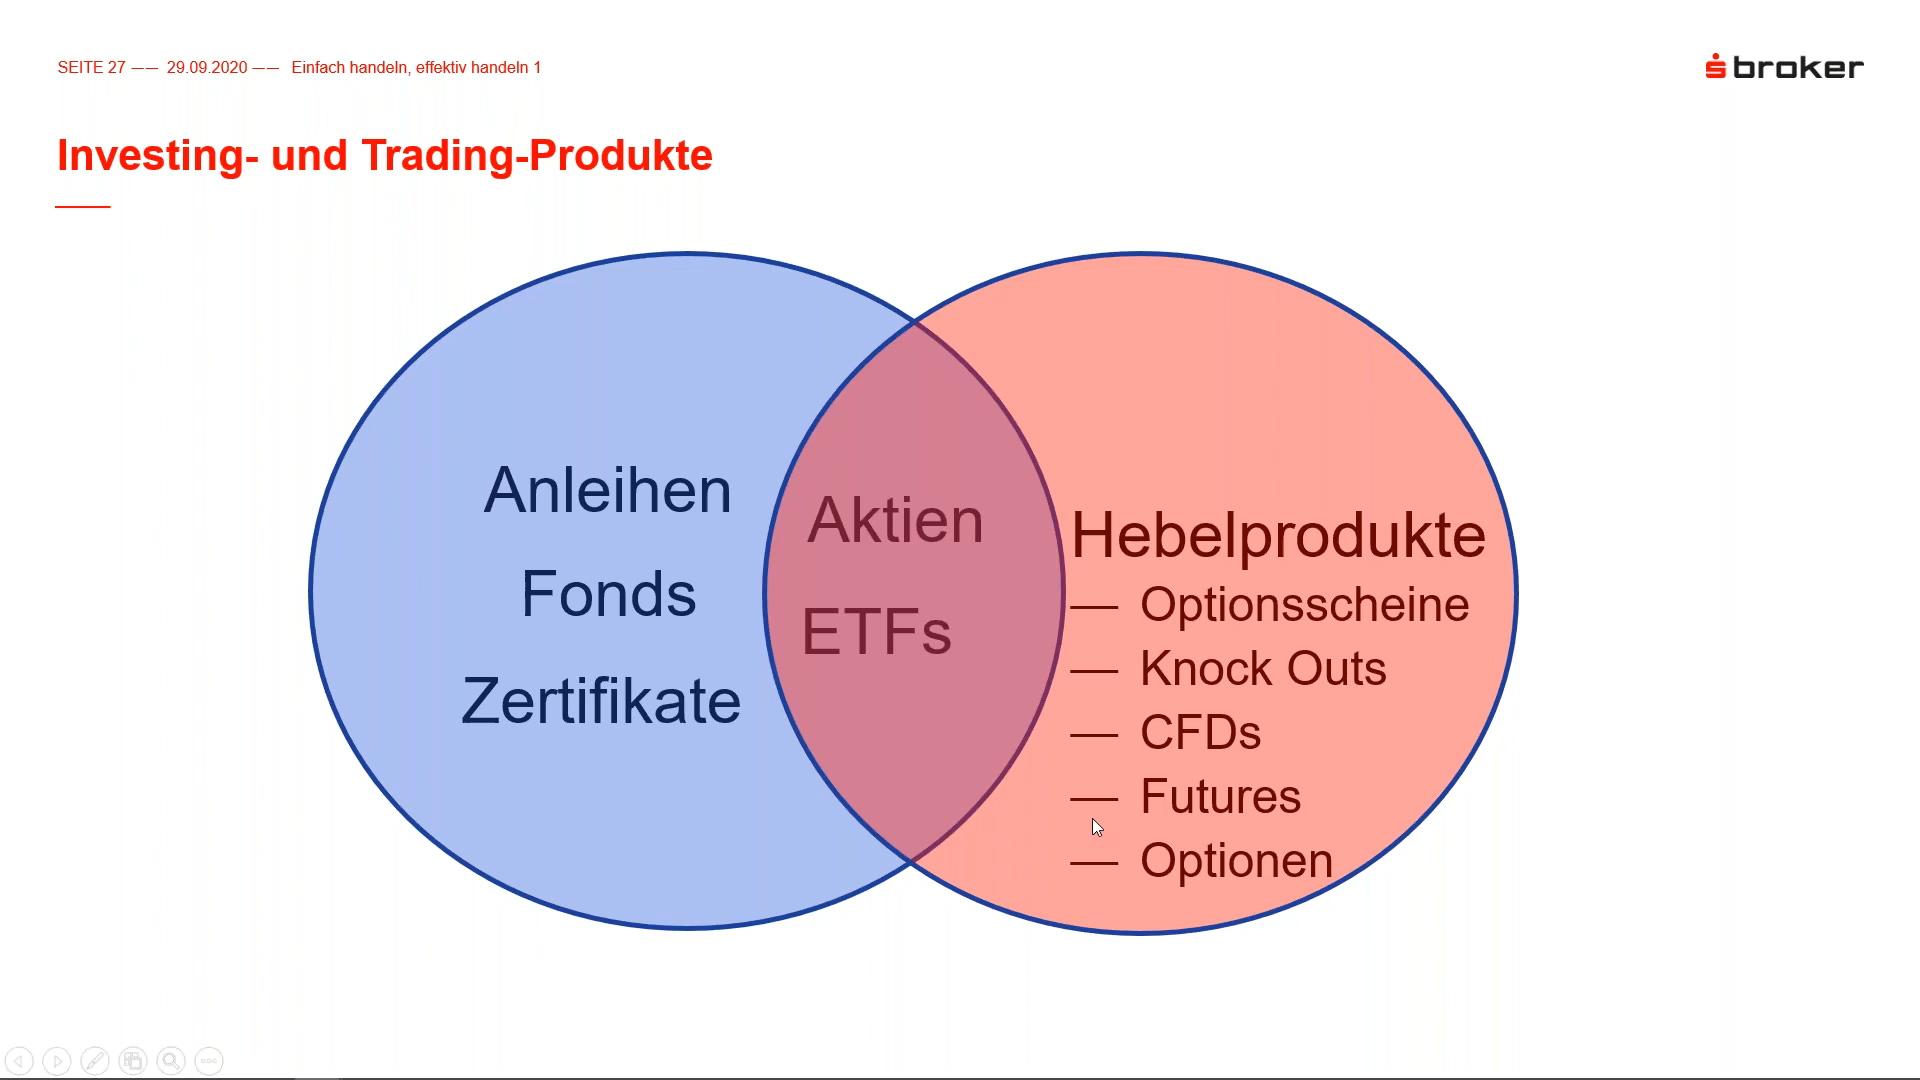 SEITE 27 —— 29.09.2020 —— Einfach handeln, effektiv handeln 1
broker
Investing- und Trading-Produkte
Anleihen
Fonds
Zertifikate
Aktien
ETFs
Hebelprodukte
— Optionsscheine
— Knock Outs
— CFDs
— Futures
— Optionen